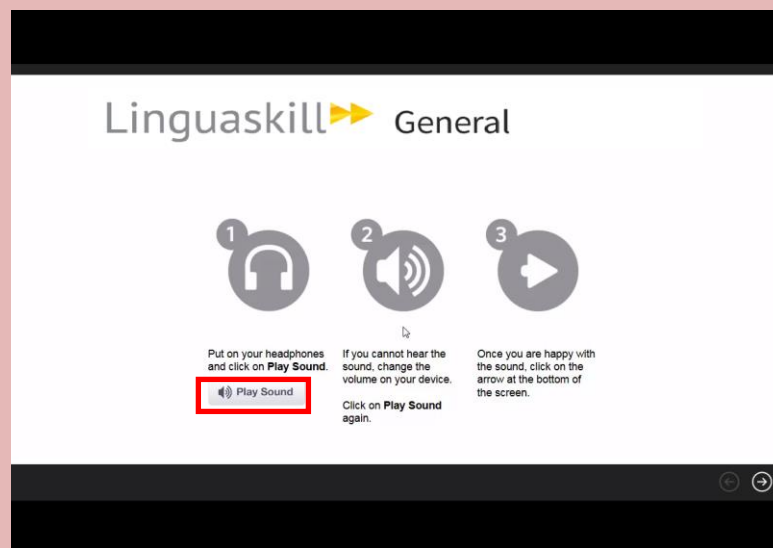 Linguaskill General
1
2
3
Put on your headphones
and click on Play Sound.
Play Sound
If you cannot hear the
sound, change the
volume on your device.
Click on Play Sound
again.
Once you are happy with
the sound, click on the
arrow at the bottom of
the screen.